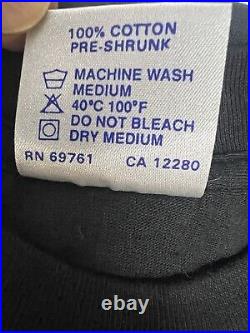 100% COTTON
PRE-SHRUNK
MACHINE WASH
MEDIUM
40°C 100°F
DO NOT BLEACH
DRY MEDIUM
RN 69761 CA 12280